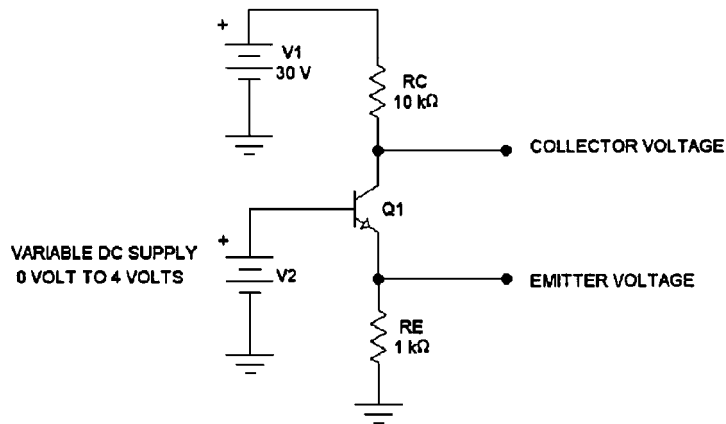 +
V1
30 V
RC
10 kΩ
COLLECTOR VOLTAGE
Q1
+
VARIABLE DC SUPPLY
0 VOLT TO 4 VOLTS
V2
EMITTER VOLTAGE
RE
1 kΩ